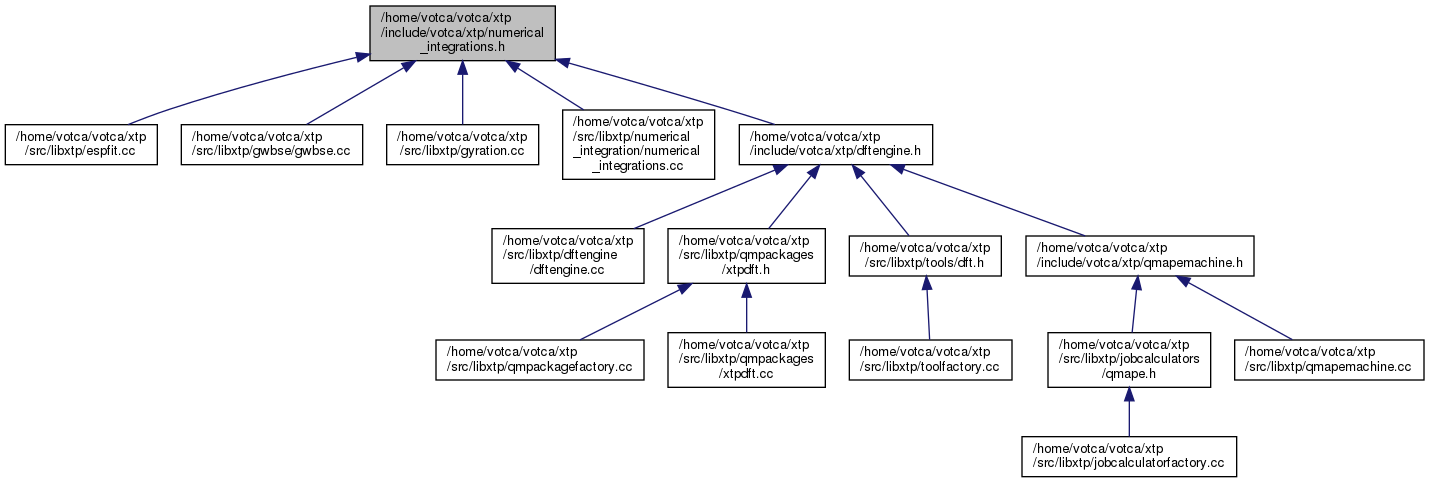 /home/votca/votca/xtp
/include/votca/xtp/numerical
_integrations.h
/home/votca/votca/xtp
/src/libxtp/espfit.cc
/home/votca/votca/xtp
/src/libxtp/gwbse/gwbse.cc
/home/votca/votca/xtp
/src/libxtp/gyration.cc
/home/votca/votca/xtp
/src/libxtp/numerical
_integration/numerical
_integrations.cc
/home/votca/votca/xtp
/include/votca/xtp/dftengine.h
/home/votca/votca/xtp
/src/libxtp/dftengine
/dftengine.cc
/home/votca/votca/xtp
/src/libxtp/qmpackages
/xtpdft.h
/home/votca/votca/xtp
/src/libxtp/tools/dft.h
/home/votca/votca/xtp
/include/votca/xtp/qmapemachine.h
/home/votca/votca/xtp
/src/libxtp/qmpackagefactory.cc
/home/votca/votca/xtp
/src/libxtp/qmpackages
/xtpdft.cc
/home/votca/votca/xtp
/src/libxtp/toolfactory.cc
/home/votca/votca/xtp
/src/libxtp/jobcalculators
/qmape.h
/home/votca/votca/xtp
/src/libxtp/qmapemachine.cc
/home/votca/votca/xtp
/src/libxtp/jobcalculatorfactory.cc